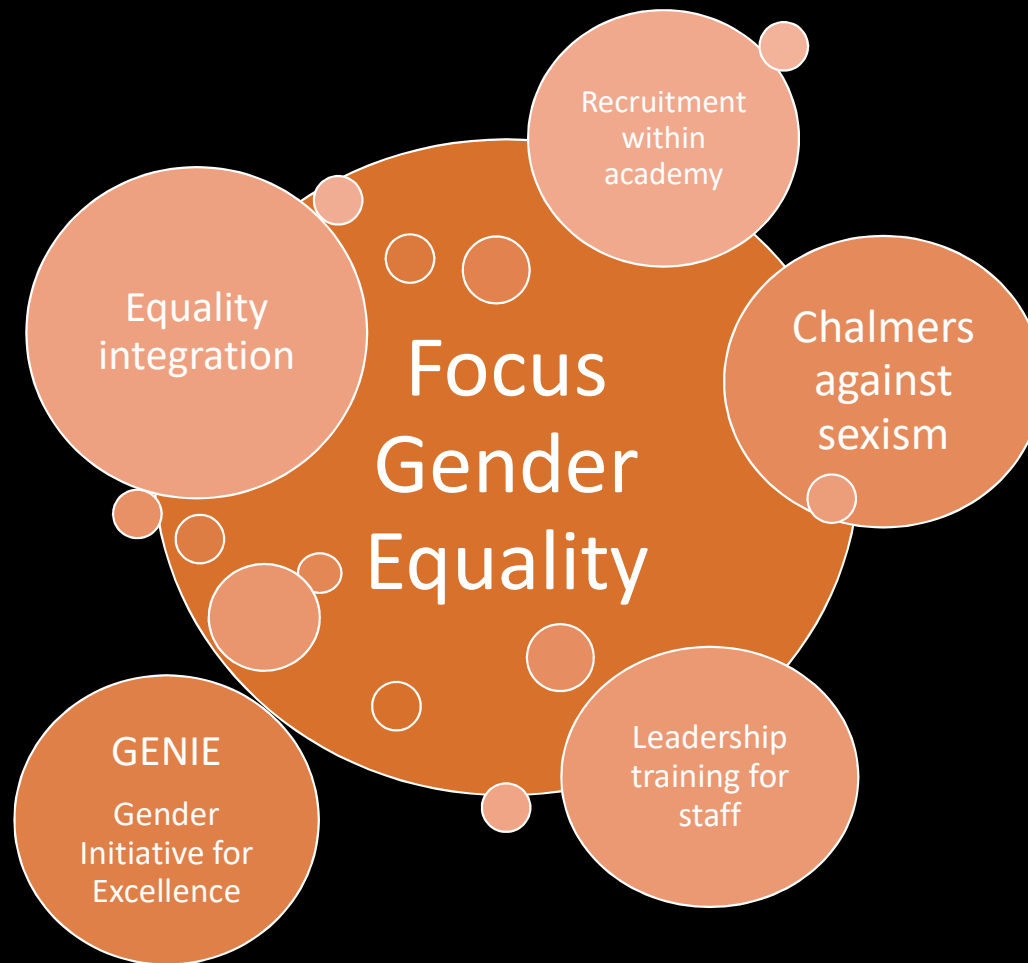 Recruitment
within
academy
Equality
integration
Chalmers
against
sexism
Focus
Gender
Equality
Leadership
training for
staff
GENIE
Gender
Initiative for
Excellence